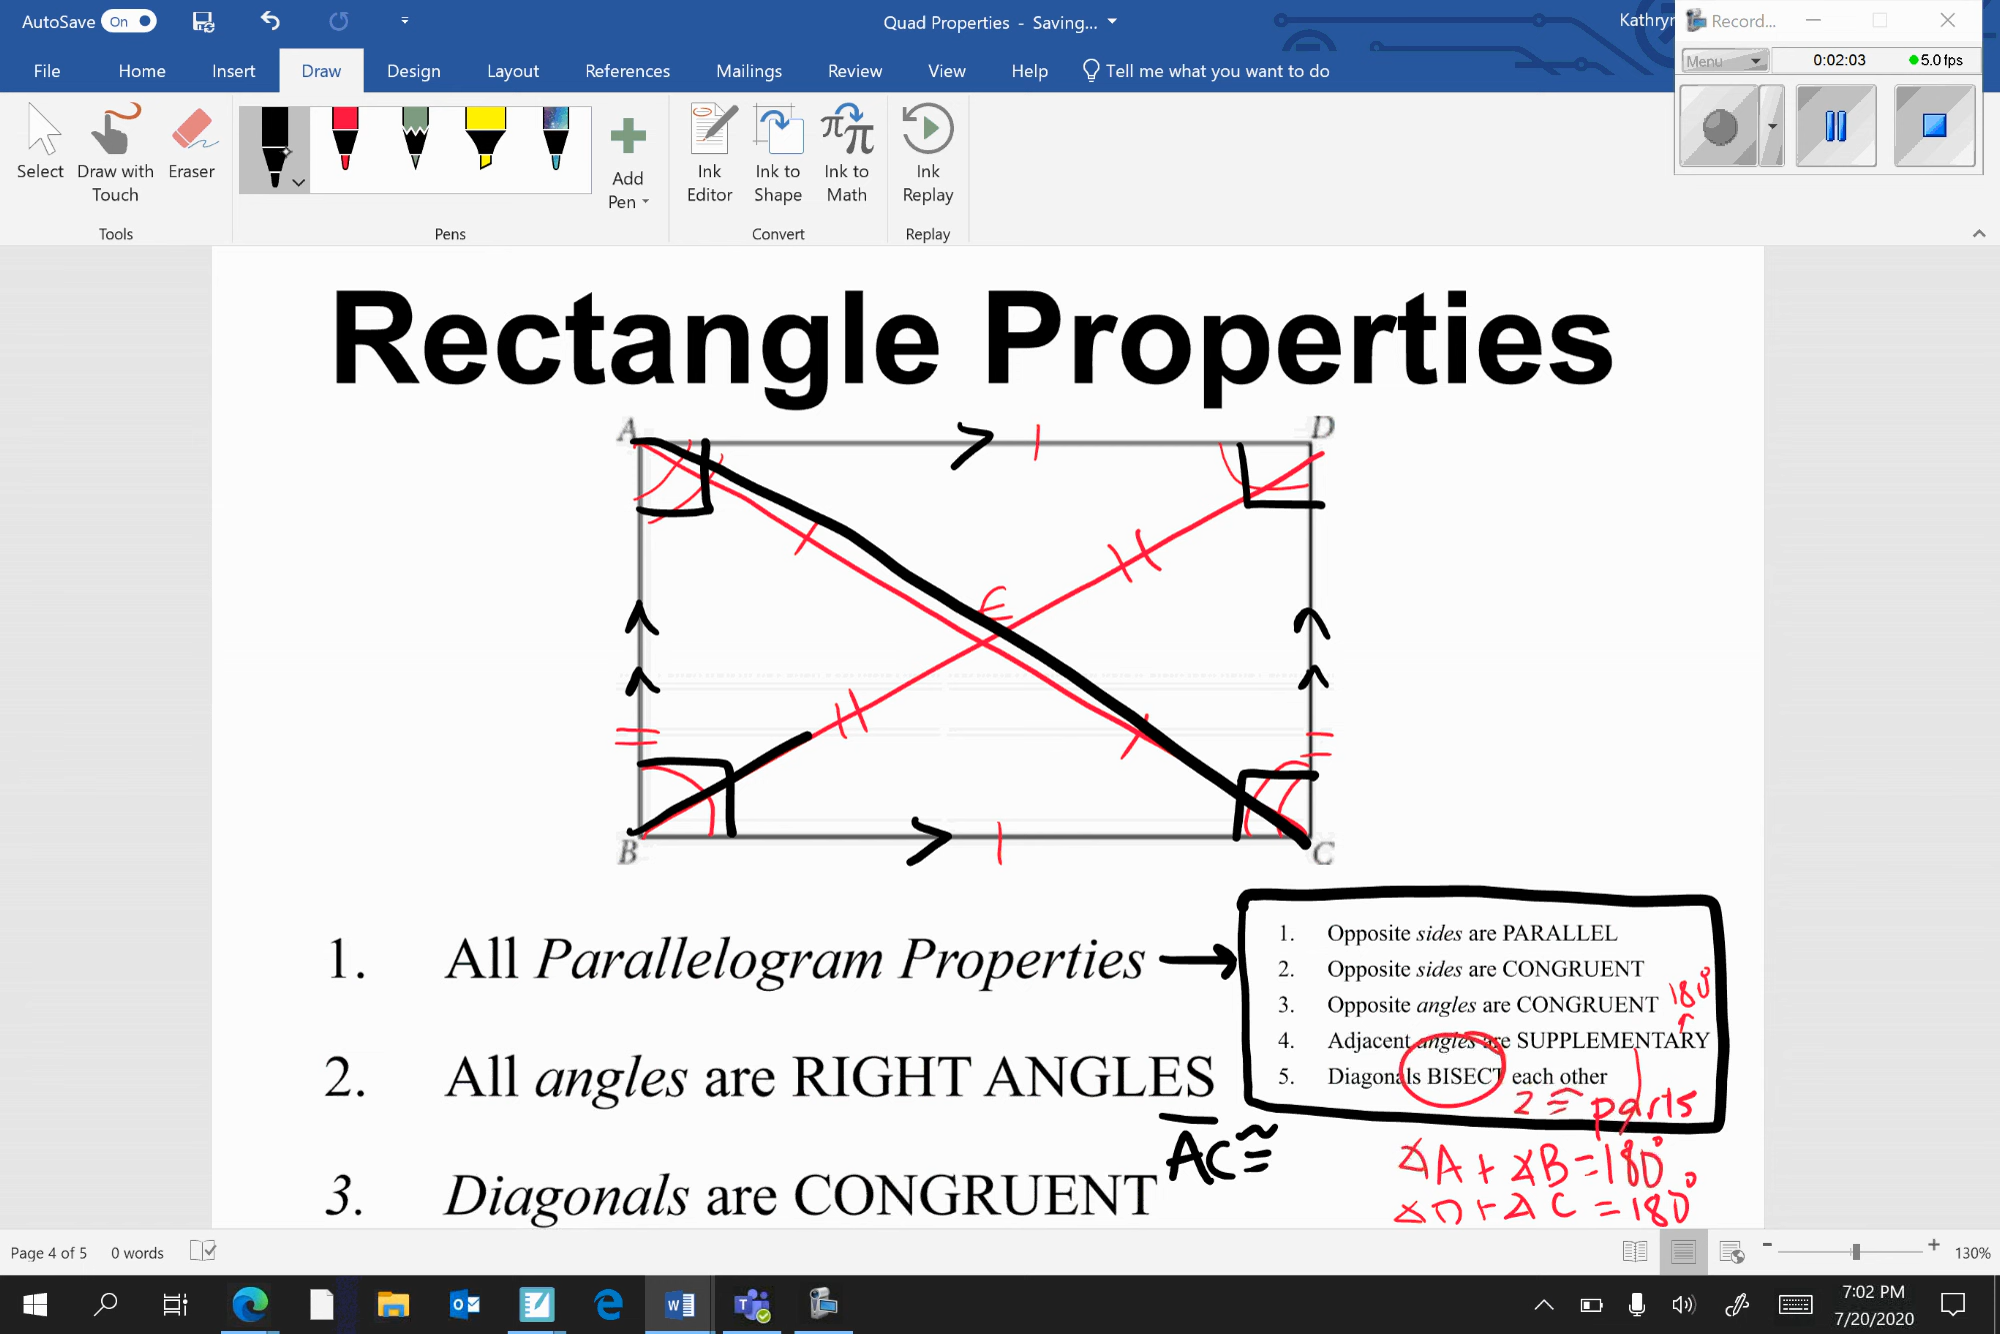 AutoSave On
Quad Properties - Saving...
Kathryn
Record...
File Home Insert Draw Design Layout References Mailings Review View Help Tell me what you want to do
Menu
0:02:03
5.0 fps
Select
Draw with Touch
Eraser
Add Pen
Ink Editor
Ink to Shape
Ink to Math
Ink Replay
Tools
Pens
Convert
Replay
Rectangle Properties
A
D
E
B
C
1. All Parallelogram Properties →
2. All angles are RIGHT ANGLES
3. Diagonals are CONGRUENT
AC ≅
1. Opposite sides are PARALLEL
2. Opposite sides are CONGRUENT
3. Opposite angles are CONGRUENT
180°
4. Adjacent angles are SUPPLEMENTARY
5. Diagonals BISECT each other
2 ≅ parts
∡A + ∡B = 180°
∡D + ∡C = 180°
Page 4 of 5 0 words
130%
7:02 PM
7/20/2020